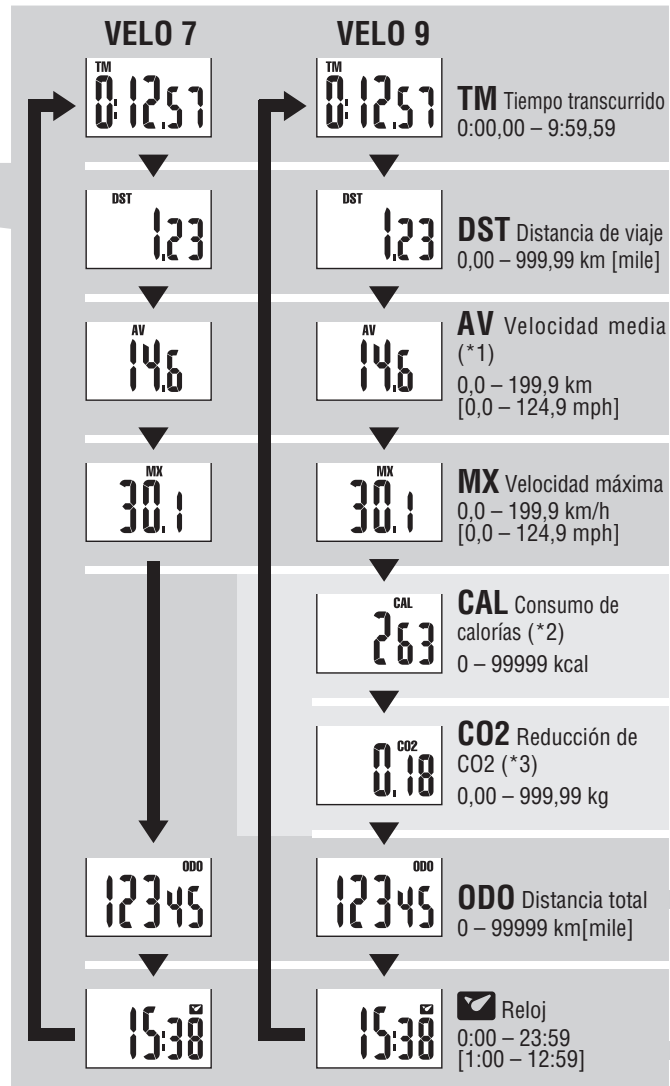 VELO 7 VELO 9
TM TM
0:12,57 0:12,57
TM Tiempo transcurrido
0:00,00 – 9:59,59
DST DST
1,23 1,23
DST Distancia de viaje
0,00 – 999,99 km [mile]
AV AV
14,6 14,6
AV Velocidad media
(*1)
0,0 – 199,9 km
[0,0 – 124,9 mph]
MX MX
30,1 30,1
MX Velocidad máxima
0,0 – 199,9 km/h
[0,0 – 124,9 mph]
CAL
263
CAL Consumo de
calorías (*2)
0 – 99999 kcal
CO2
0,18
CO2 Reducción de
CO2 (*3)
0,00 – 999,99 kg
ODO ODO
12345 12345
ODO Distancia total
0 – 99999 km[mile]
15:38 15:38
Reloj
0:00 – 23:59
[1:00 – 12:59]